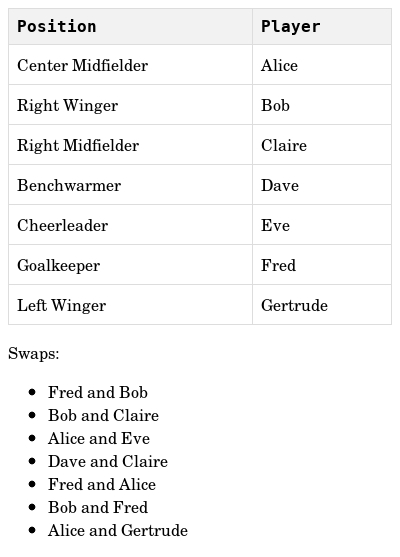 Position Player
Center Midfielder Alice
Right Winger Bob
Right Midfielder Claire
Benchwarmer Dave
Cheerleader Eve
Goalkeeper Fred
Left Winger Gertrude
Swaps:
• Fred and Bob
• Bob and Claire
• Alice and Eve
• Dave and Claire
• Fred and Alice
• Bob and Fred
• Alice and Gertrude